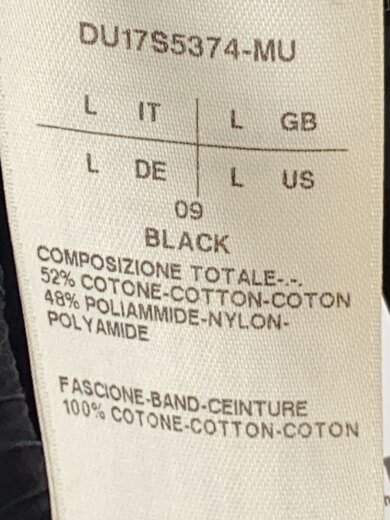 DU17S5374-MU
L IT L GB
L DE L US
09
BLACK
COMPOSIZIONE TOTALE-.-.
52% COTONE-COTTON-COTON
48% POLIAMMIDE-NYLON-
POLYAMIDE
FASCIONE-BAND-CEINTURE
100% COTONE-COTTON-COTON